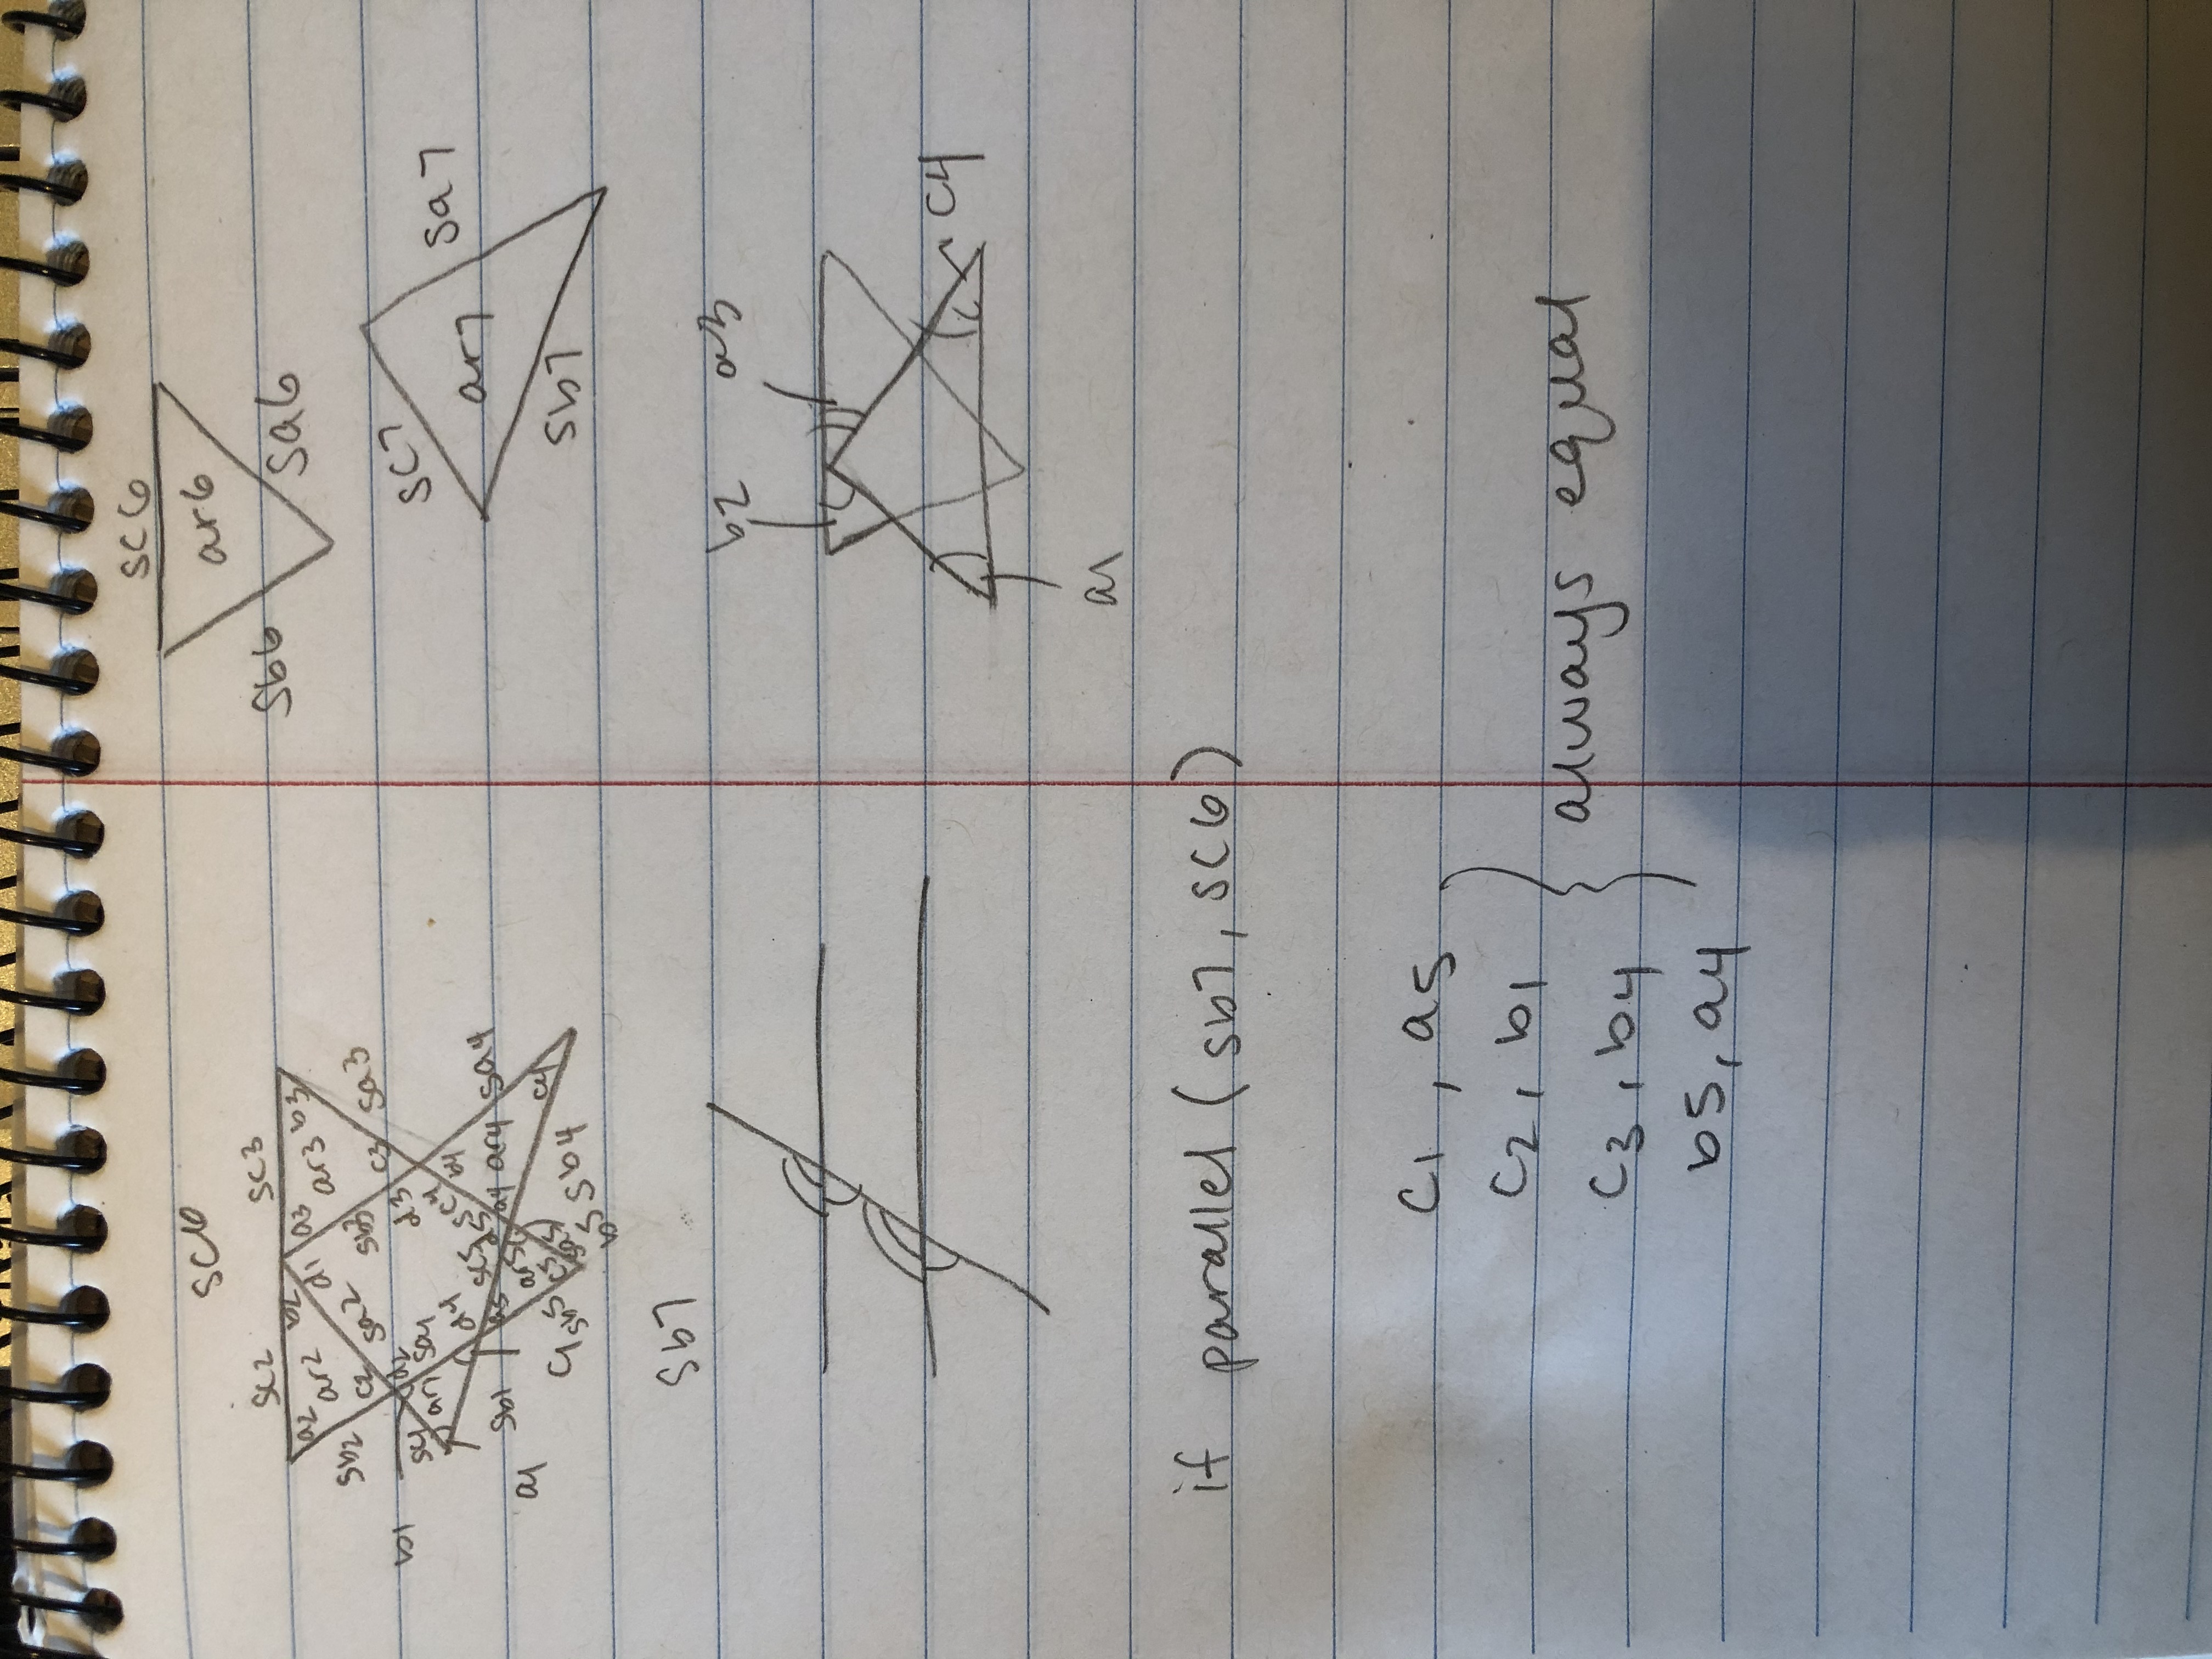 sc6
sc2 sc3
a2 ar2 b2 d1 a3 ar3 b3
sb2 c2 sa2 sb3 c3 sa3
b1 d2 d3
sc1 ar1 sa1 sc4 b4
d4 sc5 d5 a4 ar4 sa4
a1 sb1 a5 ar5 c4
c1 sb5 c5 sa5 sb4
b5
sc6
ar6
sb6 sa6
sc7 sa7
ar7
sb7
sb7
b2 a3
c4
a1
if parallel (sb7, sc6)
c1, a5
c2, b1
c3, b4
b5, a4
always equal